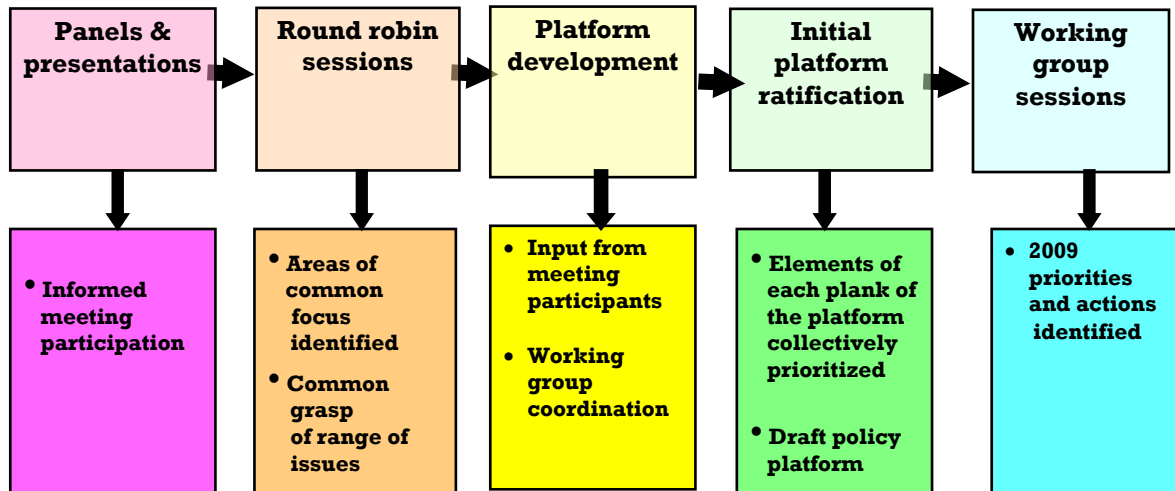 Panels &
presentations
Round robin
sessions
Platform
development
Initial
platform
ratification
Working
group
sessions
• Informed
meeting
participation
• Areas of
common
focus
identified
• Common
grasp
of range of
issues
• Input from
meeting
participants
• Working
group
coordination
• Elements of
each plank of
the platform
collectively
prioritized
• Draft policy
platform
• 2009
priorities
and actions
identified